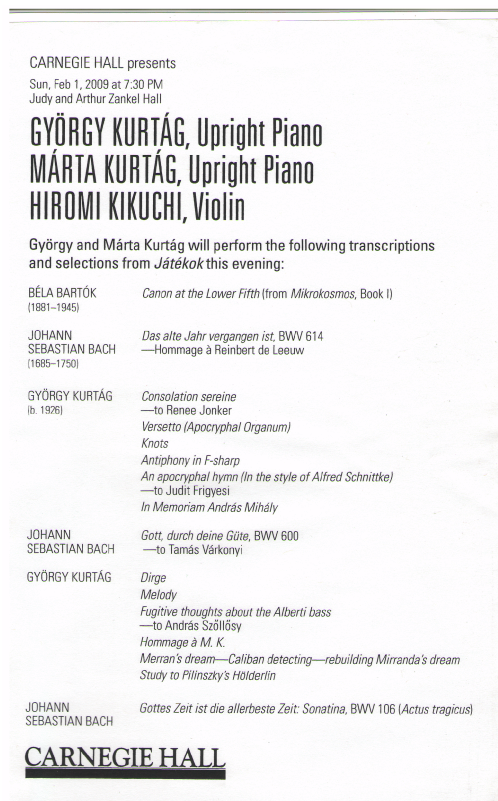 CARNEGIE HALL presents
Sun, Feb 1, 2009 at 7:30 PM
Judy and Arthur Zankel Hall
GYÖRGY KURTÁG, Upright Piano
MÁRTA KURTÁG, Upright Piano
HIROMI KIKUCHI, Violin
György and Márta Kurtág will perform the following transcriptions
and selections from Játékok this evening:
BÉLA BARTÓK Canon at the Lower Fifth (from Mikrokosmos, Book I)
(1881–1945)
JOHANN Das alte Jahr vergangen ist, BWV 614
SEBASTIAN BACH —Hommage à Reinbert de Leeuw
(1685–1750)
GYÖRGY KURTÁG Consolation sereine
(b. 1926) —to Renee Jonker
Versetto (Apocryphal Organum)
Knots
Antiphony in F-sharp
An apocryphal hymn (In the style of Alfred Schnittke)
—to Judit Frigyesi
In Memoriam András Mihály
JOHANN Gott, durch deine Güte, BWV 600
SEBASTIAN BACH —to Tamás Várkonyi
GYÖRGY KURTÁG Dirge
Melody
Fugitive thoughts about the Alberti bass
—to András Szőllősy
Hommage à M. K.
Merran's dream—Caliban detecting—rebuilding Mirranda's dream
Study to Pilinszky's Hölderlin
JOHANN Gottes Zeit ist die allerbeste Zeit: Sonatina, BWV 106 (Actus tragicus)
SEBASTIAN BACH
CARNEGIE HALL